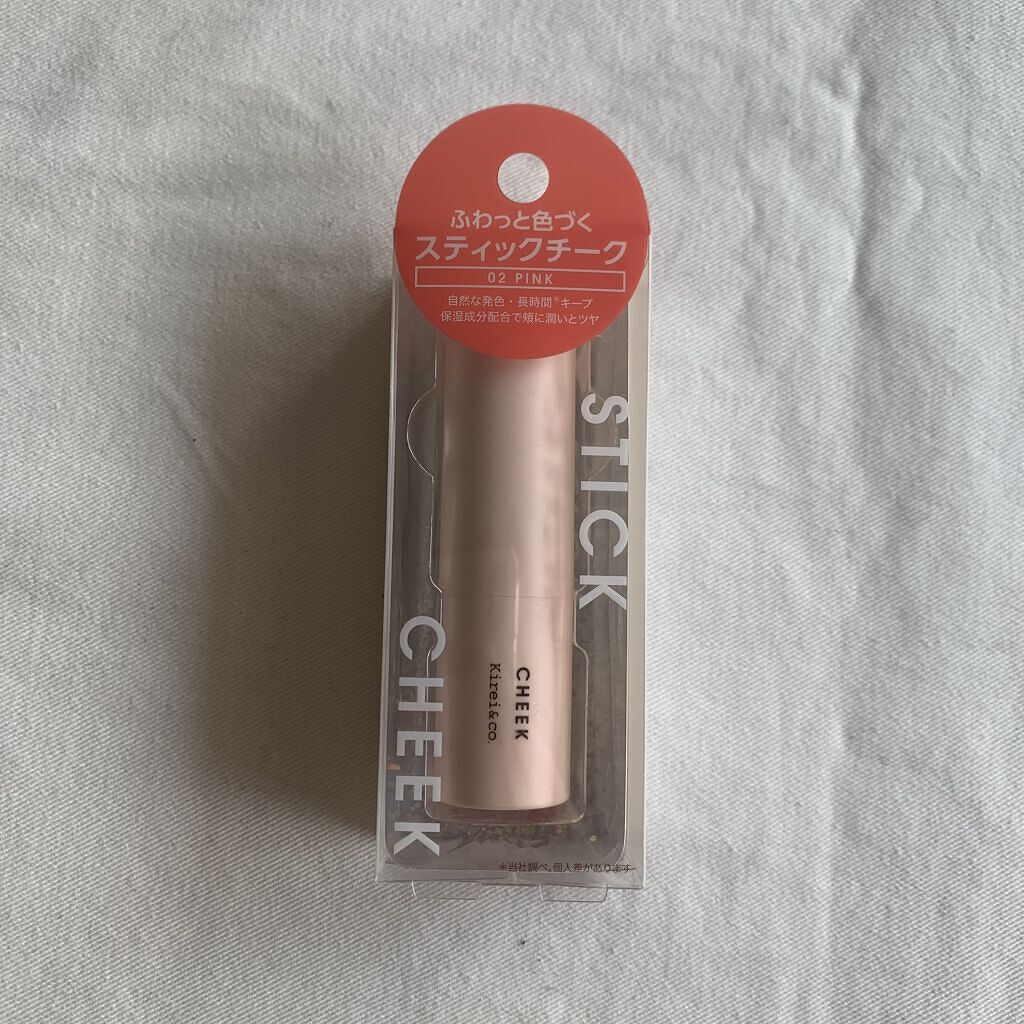 ふわっと色づく
スティックチーク
02 PINK
自然な発色・長時間*キープ
保湿成分配合で頬に潤いとツヤ
STICK
CHEEK
CHEEK
Kirei&co.
*当社調べ。個人差があります